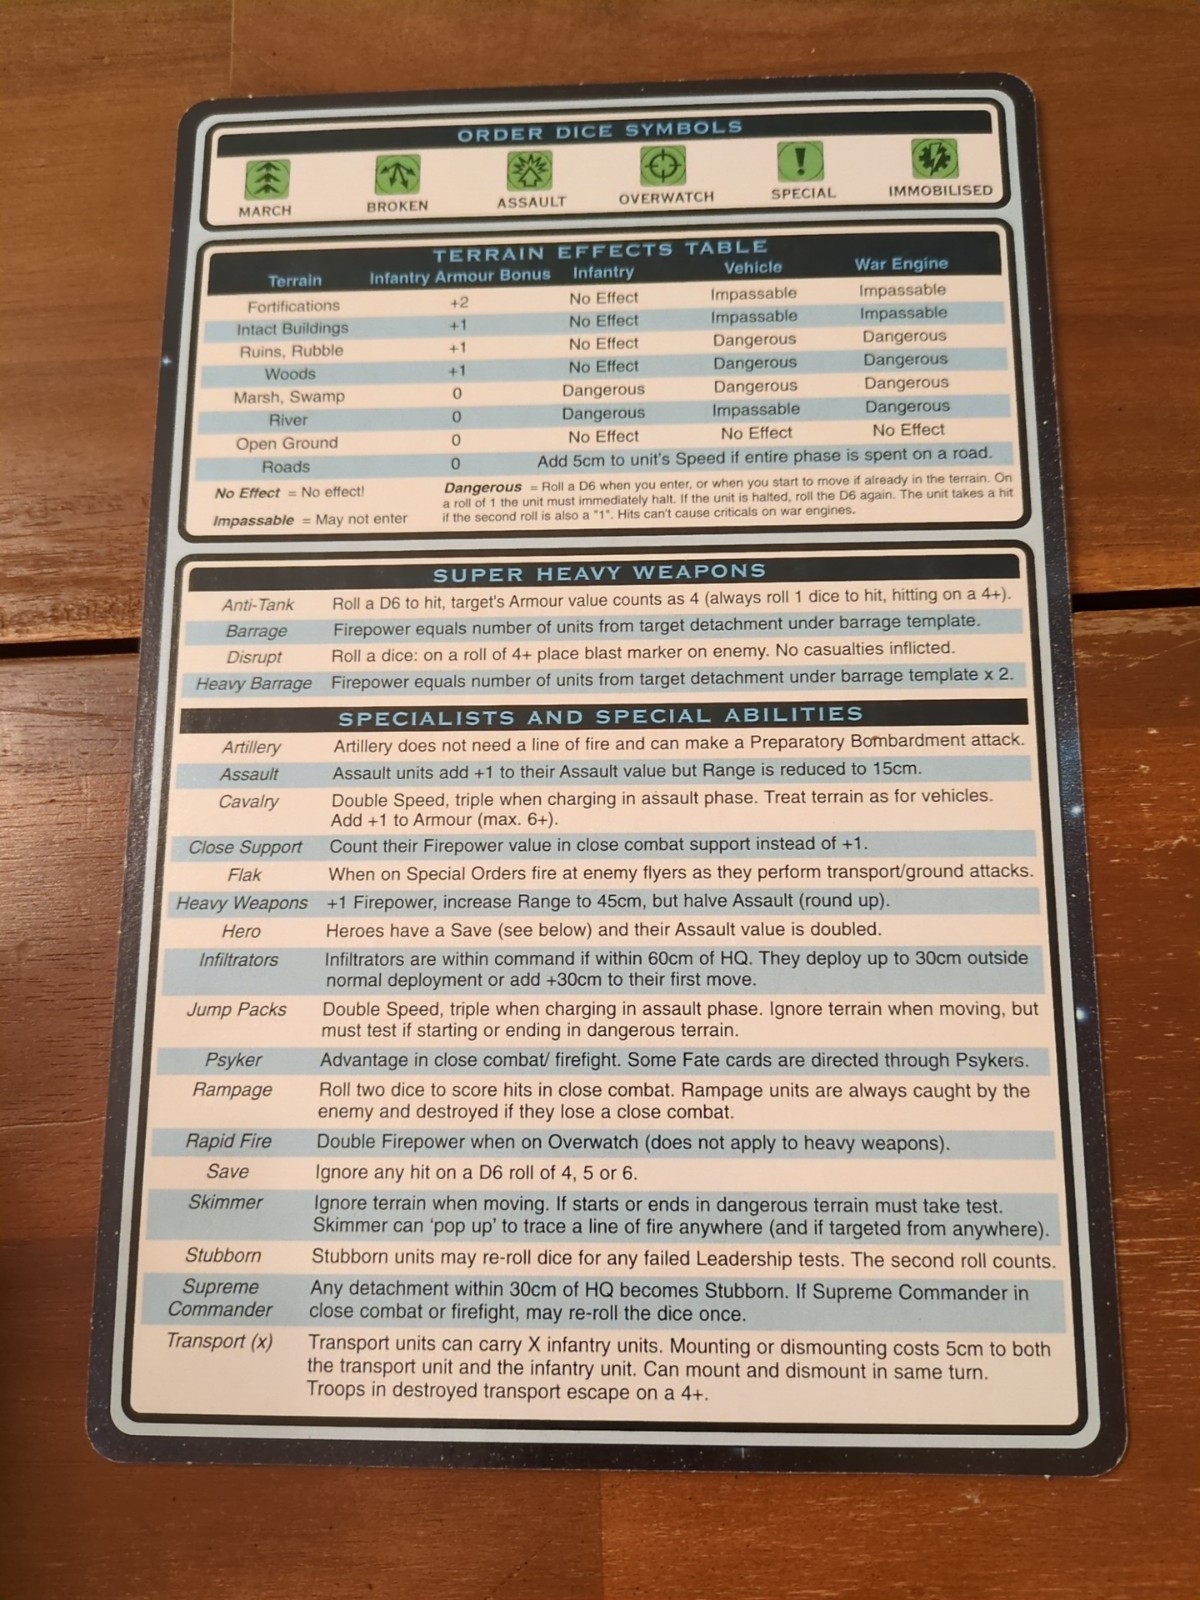 ORDER DICE SYMBOLS
MARCH BROKEN ASSAULT OVERWATCH SPECIAL IMMOBILISED
TERRAIN EFFECTS TABLE
Terrain Infantry Armour Bonus Infantry Vehicle War Engine
Fortifications +2 No Effect Impassable Impassable
Intact Buildings +1 No Effect Impassable Impassable
Ruins, Rubble +1 No Effect Dangerous Dangerous
Woods +1 No Effect Dangerous Dangerous
Marsh, Swamp 0 Dangerous Dangerous Dangerous
River 0 Dangerous Impassable Dangerous
Open Ground 0 No Effect No Effect No Effect
Roads 0 Add 5cm to unit's Speed if entire phase is spent on a road.
No Effect = No effect!
Impassable = May not enter
Dangerous = Roll a D6 when you enter, or when you start to move if already in the terrain. On
a roll of 1 the unit must immediately halt. If the unit is halted, roll the D6 again. The unit takes a hit
if the second roll is also a "1". Hits can't cause criticals on war engines.
SUPER HEAVY WEAPONS
Anti-Tank Roll a D6 to hit, target's Armour value counts as 4 (always roll 1 dice to hit, hitting on a 4+).
Barrage Firepower equals number of units from target detachment under barrage template.
Disrupt Roll a dice: on a roll of 4+ place blast marker on enemy. No casualties inflicted.
Heavy Barrage Firepower equals number of units from target detachment under barrage template x 2.
SPECIALISTS AND SPECIAL ABILITIES
Artillery Artillery does not need a line of fire and can make a Preparatory Bombardment attack.
Assault Assault units add +1 to their Assault value but Range is reduced to 15cm.
Cavalry Double Speed, triple when charging in assault phase. Treat terrain as for vehicles.
Add +1 to Armour (max. 6+).
Close Support Count their Firepower value in close combat support instead of +1.
Flak When on Special Orders fire at enemy flyers as they perform transport/ground attacks.
Heavy Weapons +1 Firepower, increase Range to 45cm, but halve Assault (round up).
Hero Heroes have a Save (see below) and their Assault value is doubled.
Infiltrators Infiltrators are within command if within 60cm of HQ. They deploy up to 30cm outside
normal deployment or add +30cm to their first move.
Jump Packs Double Speed, triple when charging in assault phase. Ignore terrain when moving, but
must test if starting or ending in dangerous terrain.
Psyker Advantage in close combat/ firefight. Some Fate cards are directed through Psykers.
Rampage Roll two dice to score hits in close combat. Rampage units are always caught by the
enemy and destroyed if they lose a close combat.
Rapid Fire Double Firepower when on Overwatch (does not apply to heavy weapons).
Save Ignore any hit on a D6 roll of 4, 5 or 6.
Skimmer Ignore terrain when moving. If starts or ends in dangerous terrain must take test.
Skimmer can 'pop up' to trace a line of fire anywhere (and if targeted from anywhere).
Stubborn Stubborn units may re-roll dice for any failed Leadership tests. The second roll counts.
Supreme Any detachment within 30cm of HQ becomes Stubborn. If Supreme Commander in
Commander close combat or firefight, may re-roll the dice once.
Transport (x) Transport units can carry X infantry units. Mounting or dismounting costs 5cm to both
the transport unit and the infantry unit. Can mount and dismount in same turn.
Troops in destroyed transport escape on a 4+.